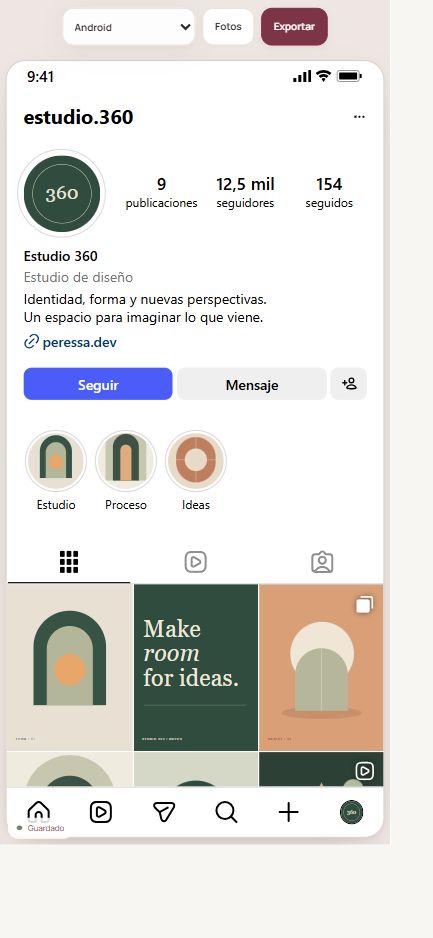 Android
Fotos
Exportar
9:41
estudio.360
360
9
publicaciones
12,5 mil
seguidores
154
seguidos
Estudio 360
Estudio de diseño
Identidad, forma y nuevas perspectivas.
Un espacio para imaginar lo que viene.
peressa.dev
Seguir
Mensaje
Estudio
Proceso
Ideas
Make
room
for ideas.
360
Guardado